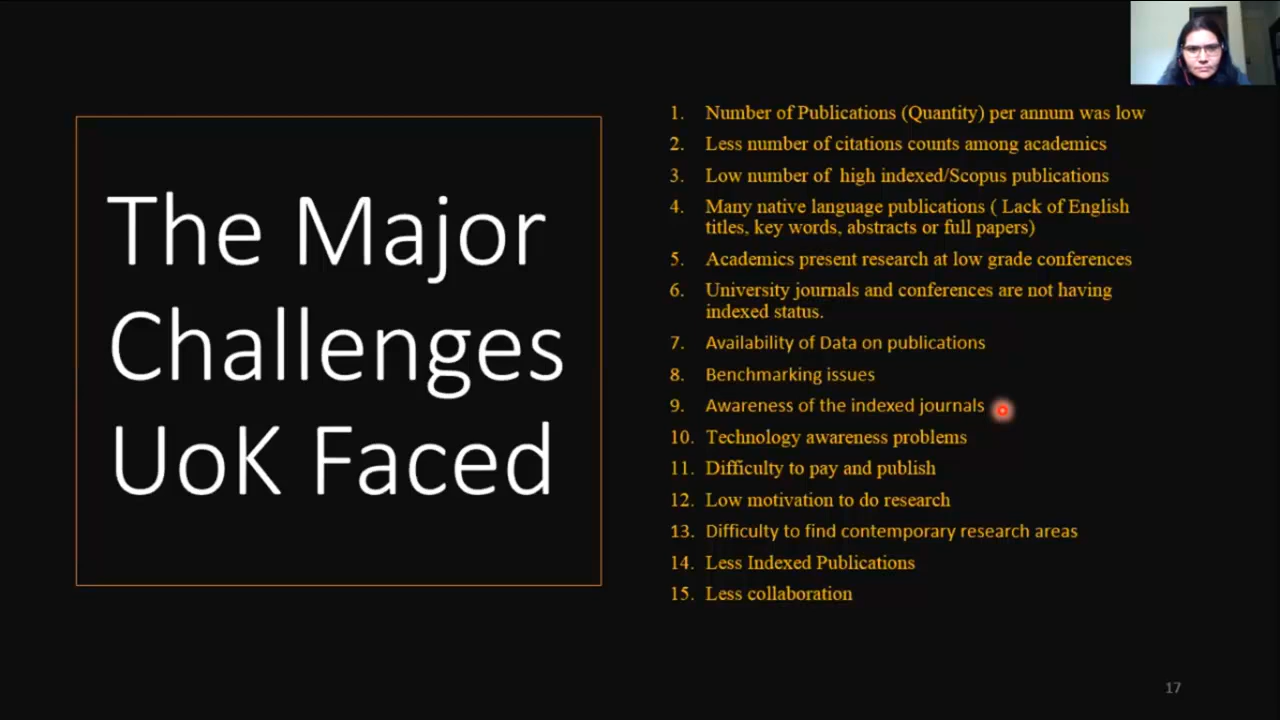 The Major
Challenges
UoK Faced
1. Number of Publications (Quantity) per annum was low
2. Less number of citations counts among academics
3. Low number of high indexed/Scopus publications
4. Many native language publications ( Lack of English
titles, key words, abstracts or full papers)
5. Academics present research at low grade conferences
6. University journals and conferences are not having
indexed status.
7. Availability of Data on publications
8. Benchmarking issues
9. Awareness of the indexed journals
10. Technology awareness problems
11. Difficulty to pay and publish
12. Low motivation to do research
13. Difficulty to find contemporary research areas
14. Less Indexed Publications
15. Less collaboration
17